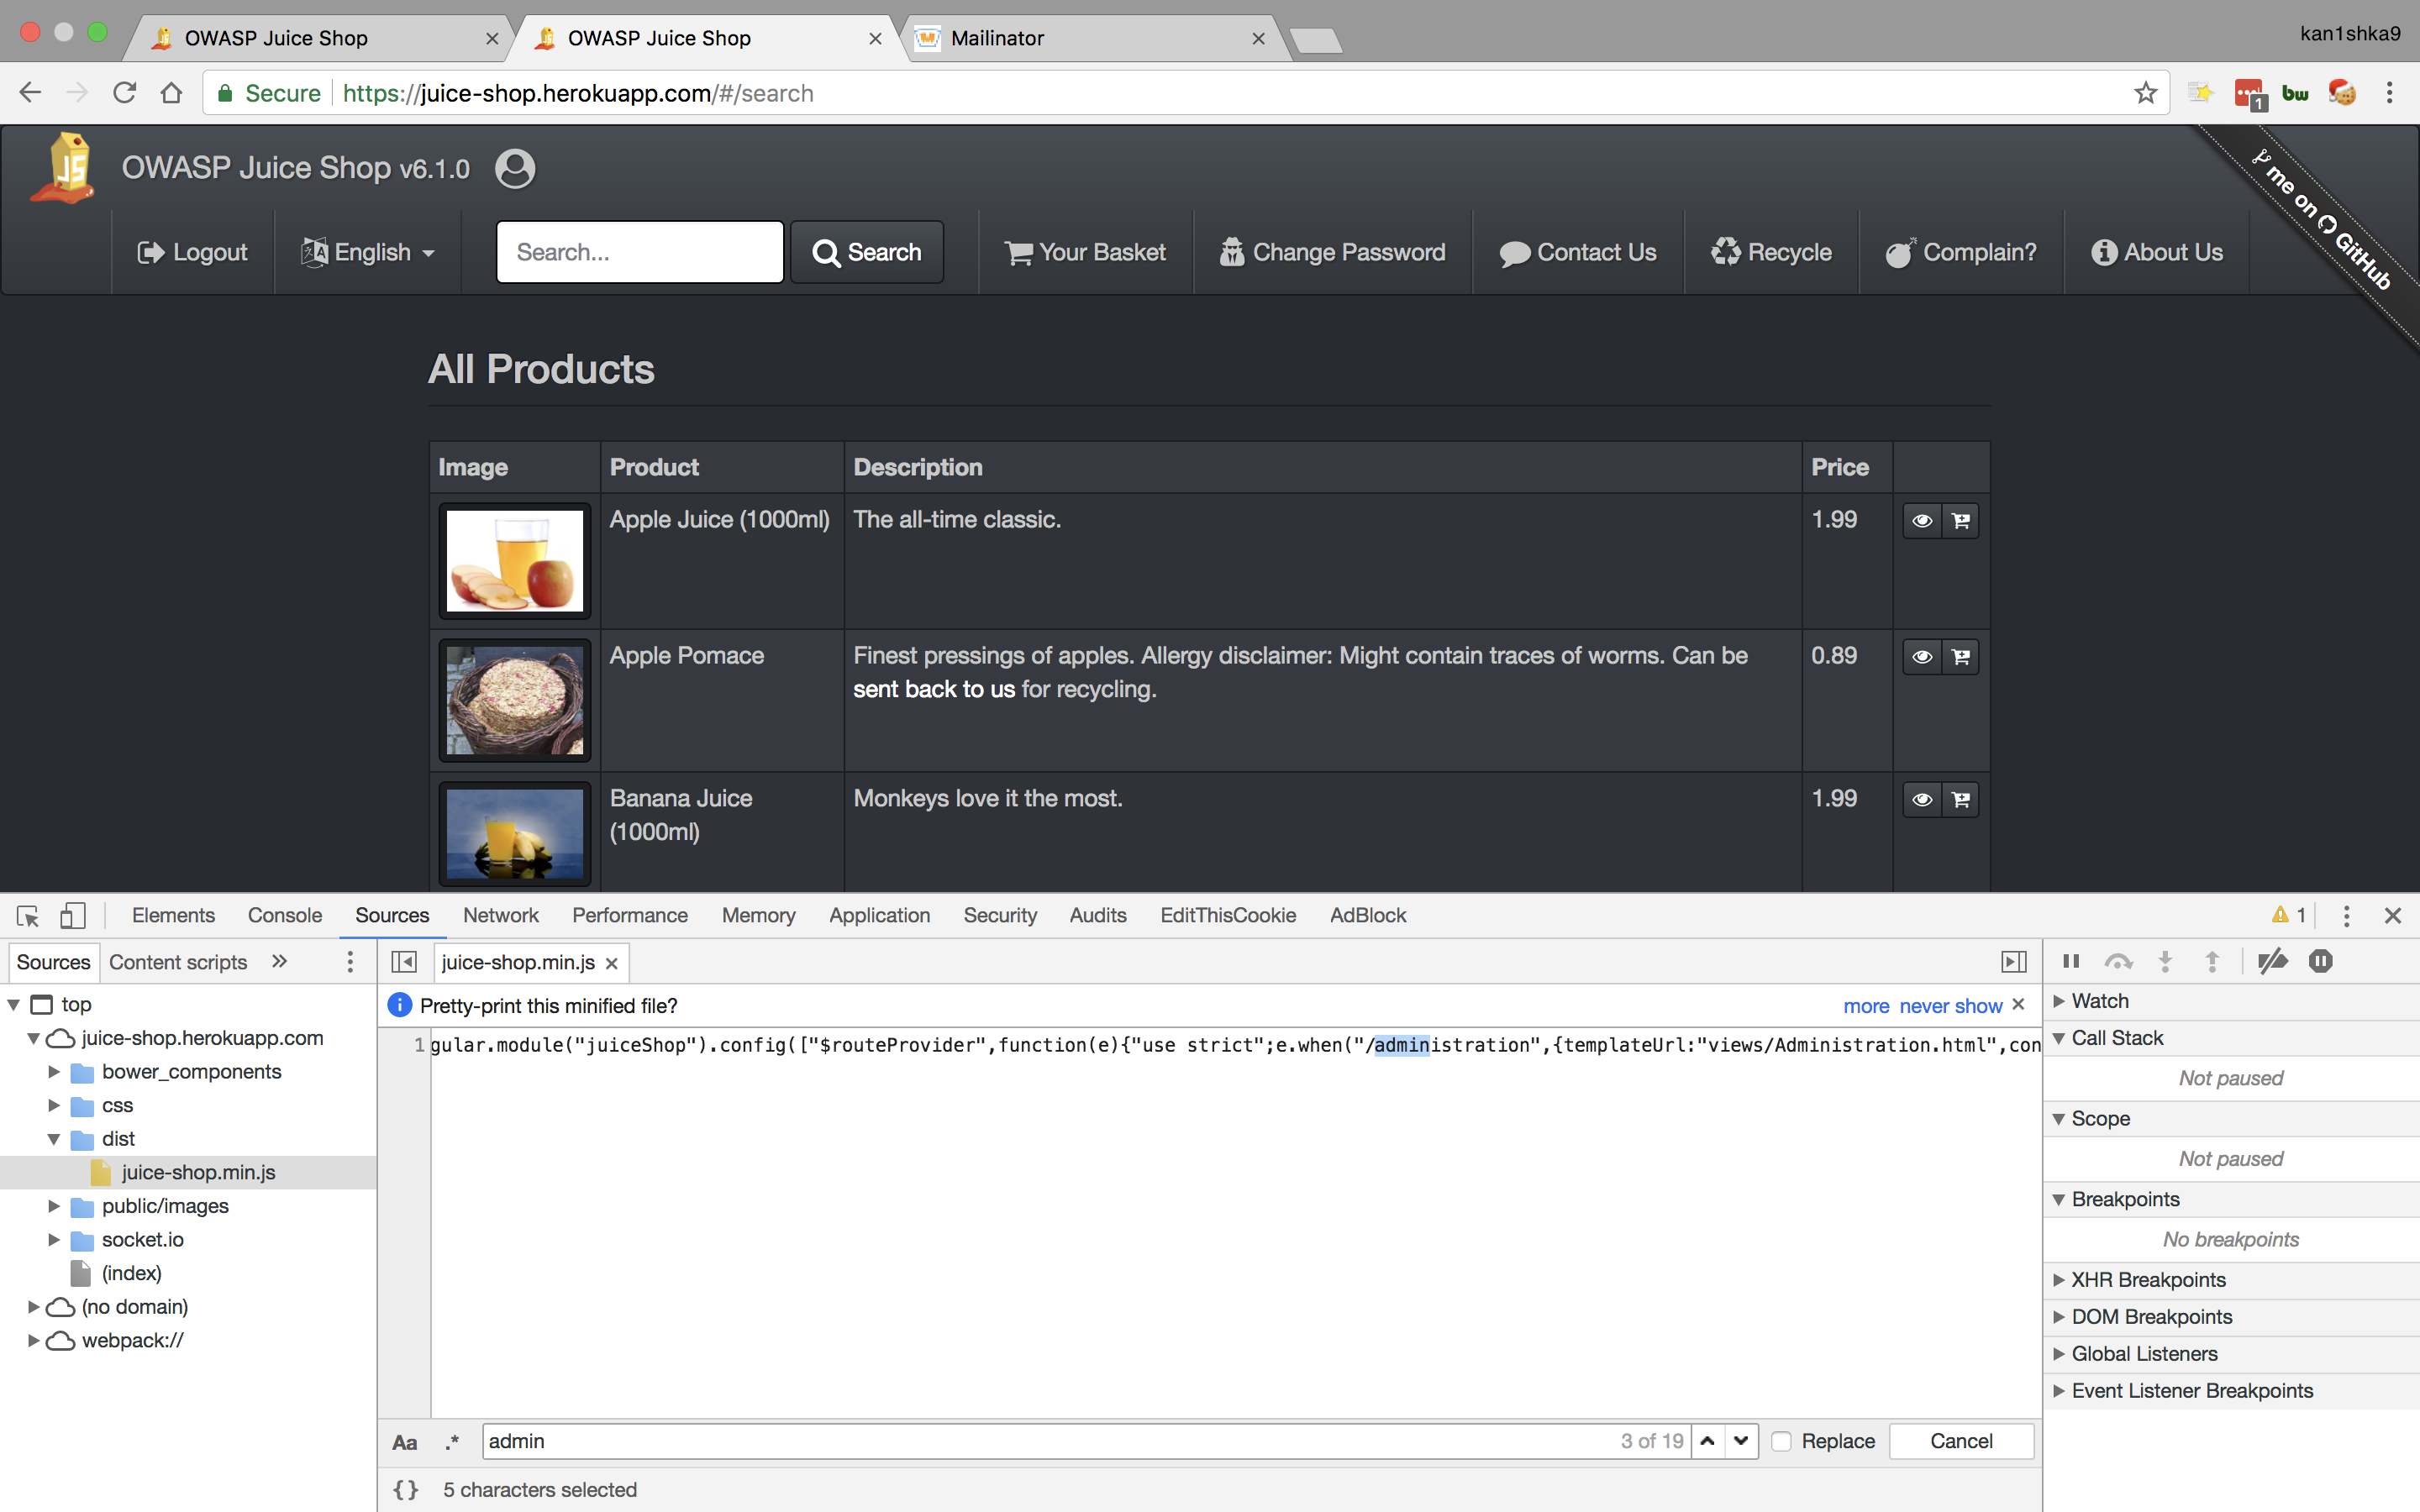 OWASP Juice Shop
OWASP Juice Shop
Mailinator
kan1shka9
Secure
https://juice-shop.herokuapp.com/#/search
1
bw
JS
OWASP Juice Shop v6.1.0
me on GitHub
Logout
English
Search...
Search
Your Basket
Change Password
Contact Us
Recycle
Complain?
About Us
All Products
Image Product Description Price
Apple Juice (1000ml) The all-time classic. 1.99
Apple Pomace Finest pressings of apples. Allergy disclaimer: Might contain traces of worms. Can be 0.89
sent back to us for recycling.
Banana Juice Monkeys love it the most. 1.99
(1000ml)
Elements Console Sources Network Performance Memory Application Security Audits EditThisCookie AdBlock
1
Sources Content scripts »
juice-shop.min.js
top
juice-shop.herokuapp.com
bower_components
css
dist
juice-shop.min.js
public/images
socket.io
(index)
(no domain)
webpack://
Pretty-print this minified file?
more never show
1 gular.module("juiceShop").config(["$routeProvider",function(e){"use strict";e.when("/administration",{templateUrl:"views/Administration.html",con
Aa .* admin 3 of 19 Replace Cancel
{} 5 characters selected
Watch
Call Stack
Not paused
Scope
Not paused
Breakpoints
No breakpoints
XHR Breakpoints
DOM Breakpoints
Global Listeners
Event Listener Breakpoints